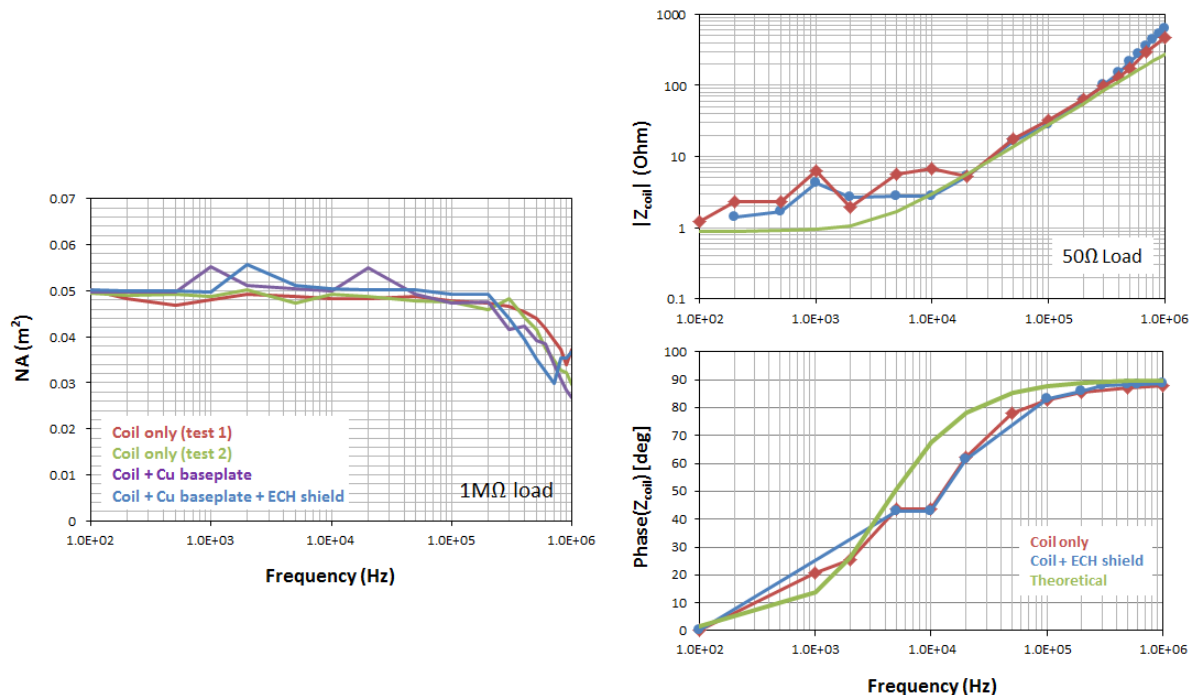 NA (m²)
0.07
0.06
0.05
0.04
0.03
0.02
0.01
0
Coil only (test 1)
Coil only (test 2)
Coil + Cu baseplate
Coil + Cu baseplate + ECH shield
1MΩ load
1.0E+02 1.0E+03 1.0E+04 1.0E+05 1.0E+06
Frequency (Hz)
|Zcoil| (Ohm)
1000
100
10
1
0.1
50Ω Load
1.0E+02 1.0E+03 1.0E+04 1.0E+05 1.0E+06
Phase(Zcoil) [deg]
100
90
80
70
60
50
40
30
20
10
0
Coil only
Coil + ECH shield
Theoretical
1.0E+02 1.0E+03 1.0E+04 1.0E+05 1.0E+06
Frequency (Hz)